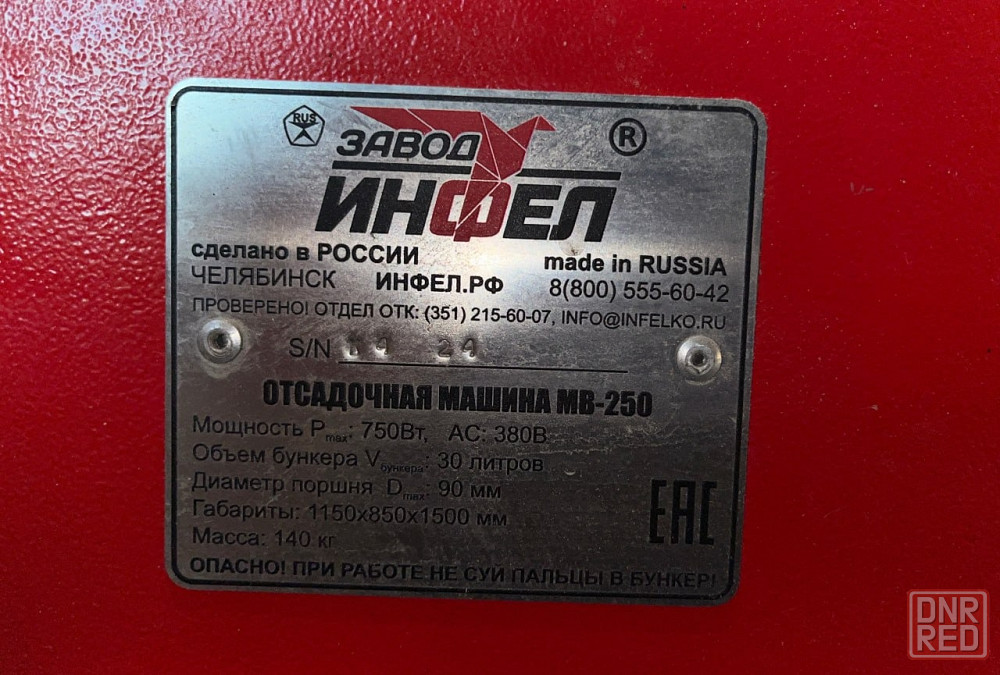 RUS
ЗАВОД ®
ИНФЕЛ
сделано в РОССИИ made in RUSSIA
ЧЕЛЯБИНСК ИНФЕЛ.РФ 8(800) 555-60-42
ПРОВЕРЕНО! ОТДЕЛ ОТК: (351) 215-60-07, INFO@INFELKO.RU
S/N 19 24
ОТСАДОЧНАЯ МАШИНА МВ-250
Мощность Pmax: 750Вт, AC: 380В
Объем бункера Vбункера: 30 литров
Диаметр поршня Dmax: 90 мм
Габариты: 1150х850х1500 мм
Масса: 140 кг
EAC
ОПАСНО! ПРИ РАБОТЕ НЕ СУЙ ПАЛЬЦЫ В БУНКЕР!
DNR
RED